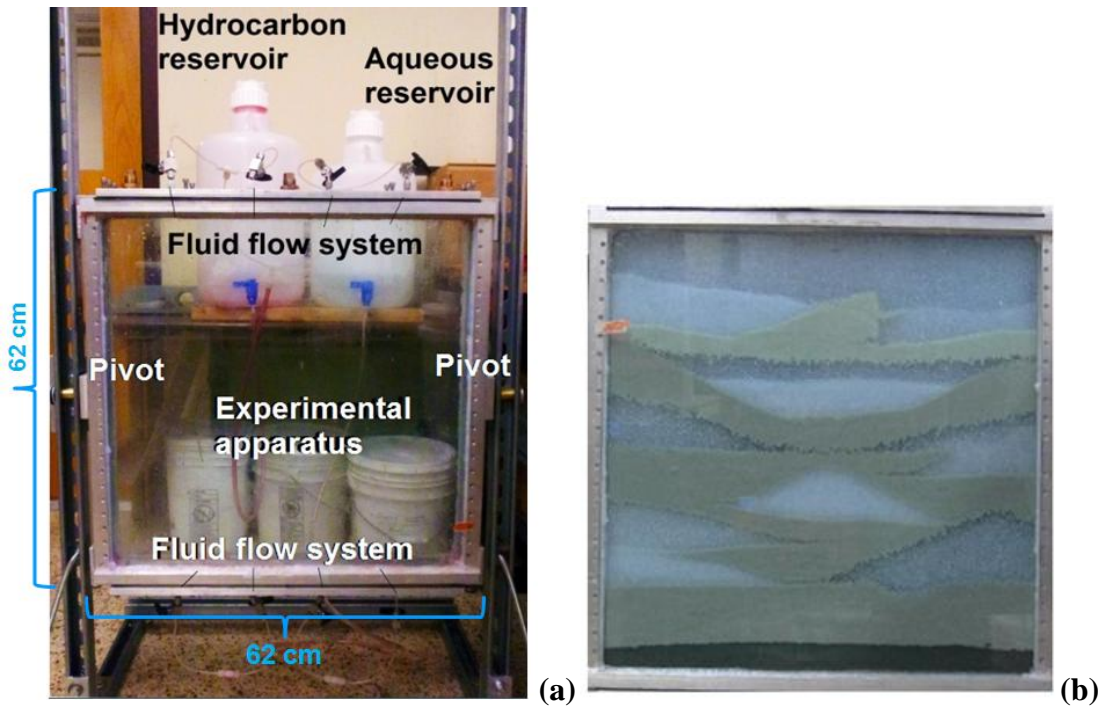 Hydrocarbon
reservoir
Aqueous
reservoir
Fluid flow system
62 cm
Pivot
Pivot
Experimental
apparatus
Fluid flow system
62 cm
(a)
(b)